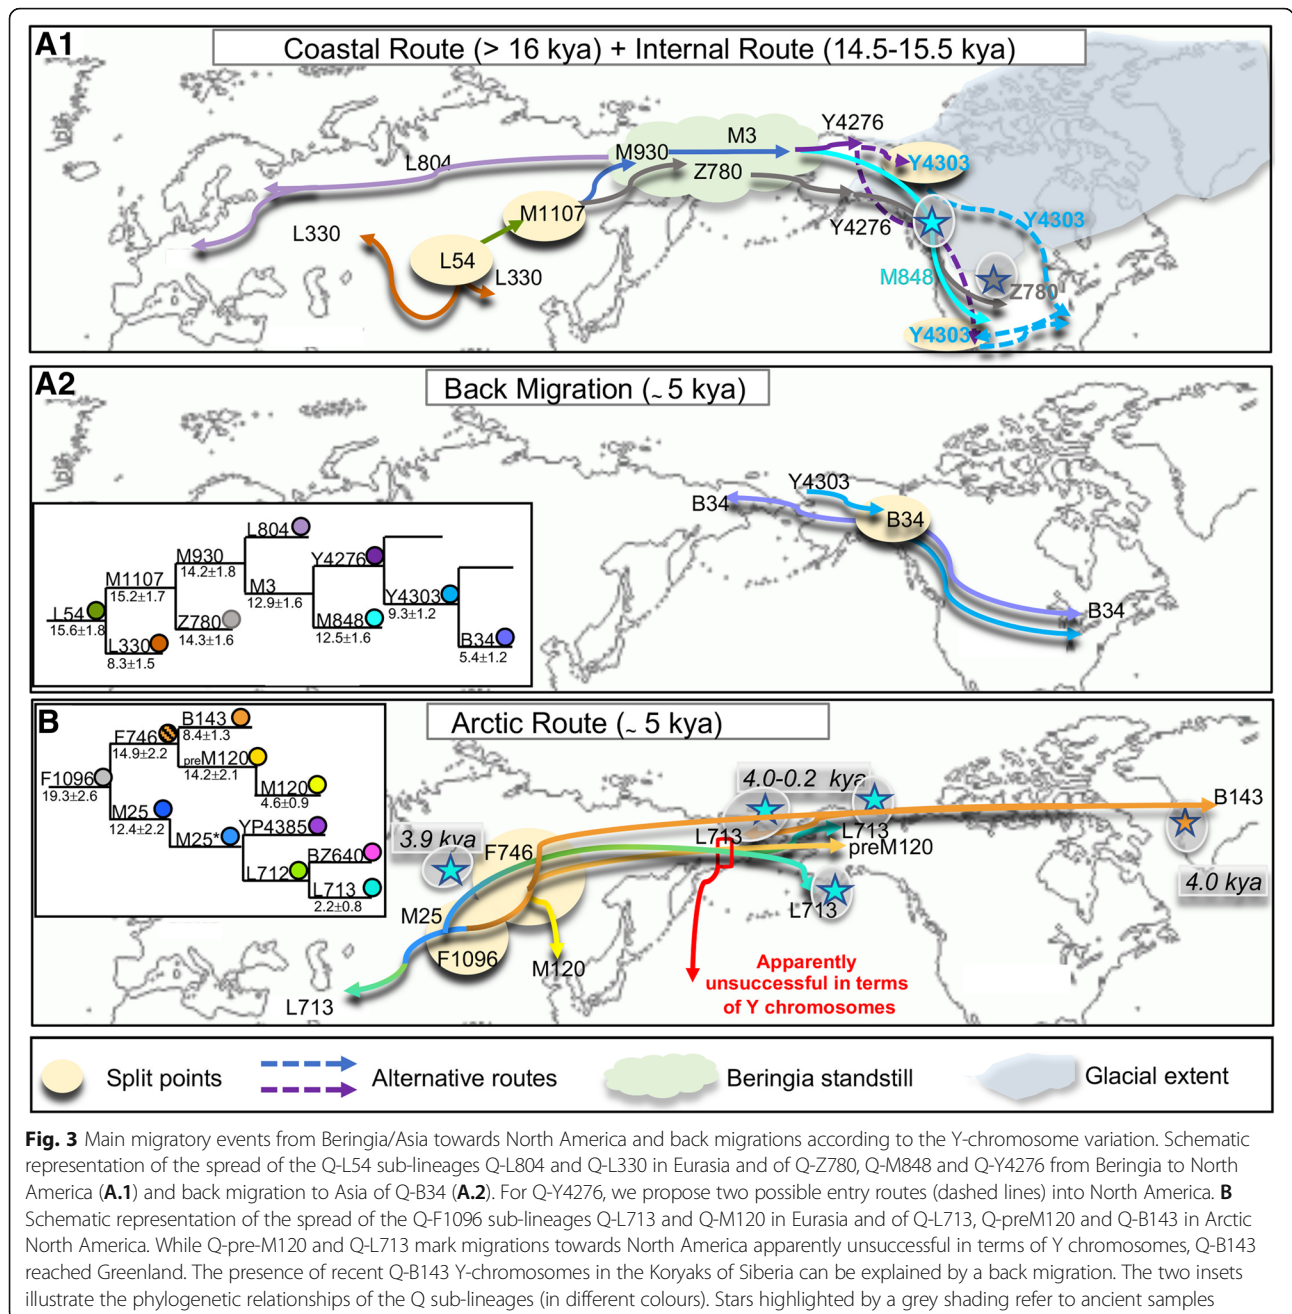 A1
Coastal Route (> 16 kya) + Internal Route (14.5-15.5 kya)
Y4276
M3
M930
L804
Z780
Y4303
M1107
Y4276
Y4303
L330
L54
L330
M848
Z780
Y4303
A2
Back Migration (~ 5 kya)
Y4303
B34
B34
B34
L804
M930
14.2±1.8
Y4276
M1107
15.2±1.7
M3
12.9±1.6
Y4303
9.3±1.2
L54
15.6±1.8
Z780
14.3±1.6
M848
12.5±1.6
L330
8.3±1.5
B34
5.4±1.2
B
Arctic Route (~ 5 kya)
B143
8.4±1.3
F746
14.9±2.2
preM120
14.2±2.1
F1096
19.3±2.6
M120
4.6±0.9
M25
12.4±2.2
M25*
YP4385
BZ640
L712
L713
2.2±0.8
4.0-0.2 kya
B143
3.9 kya
F746
L713
L713
preM120
4.0 kya
M25
L713
F1096
M120
L713
Apparently
unsuccessful in terms
of Y chromosomes
Split points
Alternative routes
Beringia standstill
Glacial extent
Fig. 3 Main migratory events from Beringia/Asia towards North America and back migrations according to the Y-chromosome variation. Schematic
representation of the spread of the Q-L54 sub-lineages Q-L804 and Q-L330 in Eurasia and of Q-Z780, Q-M848 and Q-Y4276 from Beringia to North
America (A.1) and back migration to Asia of Q-B34 (A.2). For Q-Y4276, we propose two possible entry routes (dashed lines) into North America. B
Schematic representation of the spread of the Q-F1096 sub-lineages Q-L713 and Q-M120 in Eurasia and of Q-L713, Q-preM120 and Q-B143 in Arctic
North America. While Q-pre-M120 and Q-L713 mark migrations towards North America apparently unsuccessful in terms of Y chromosomes, Q-B143
reached Greenland. The presence of recent Q-B143 Y-chromosomes in the Koryaks of Siberia can be explained by a back migration. The two insets
illustrate the phylogenetic relationships of the Q sub-lineages (in different colours). Stars highlighted by a grey shading refer to ancient samples